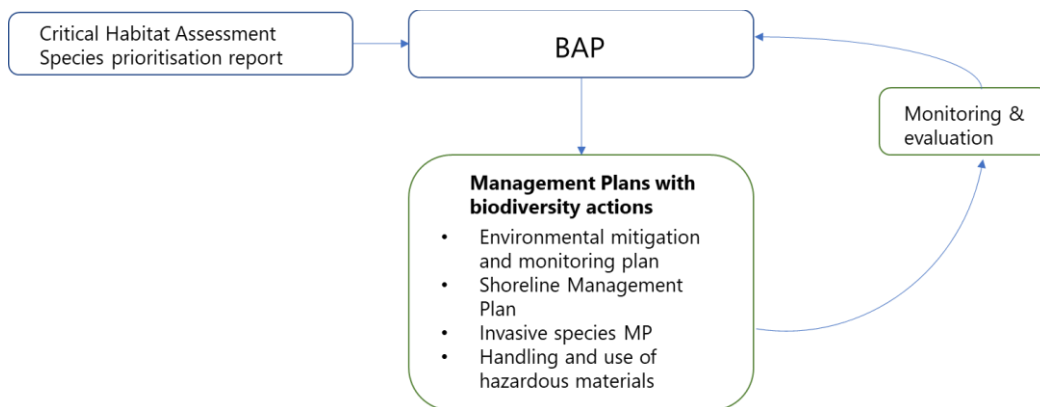 Critical Habitat Assessment
Species prioritisation report
BAP
Monitoring &
evaluation
Management Plans with
biodiversity actions
• Environmental mitigation
and monitoring plan
• Shoreline Management
Plan
• Invasive species MP
• Handling and use of
hazardous materials